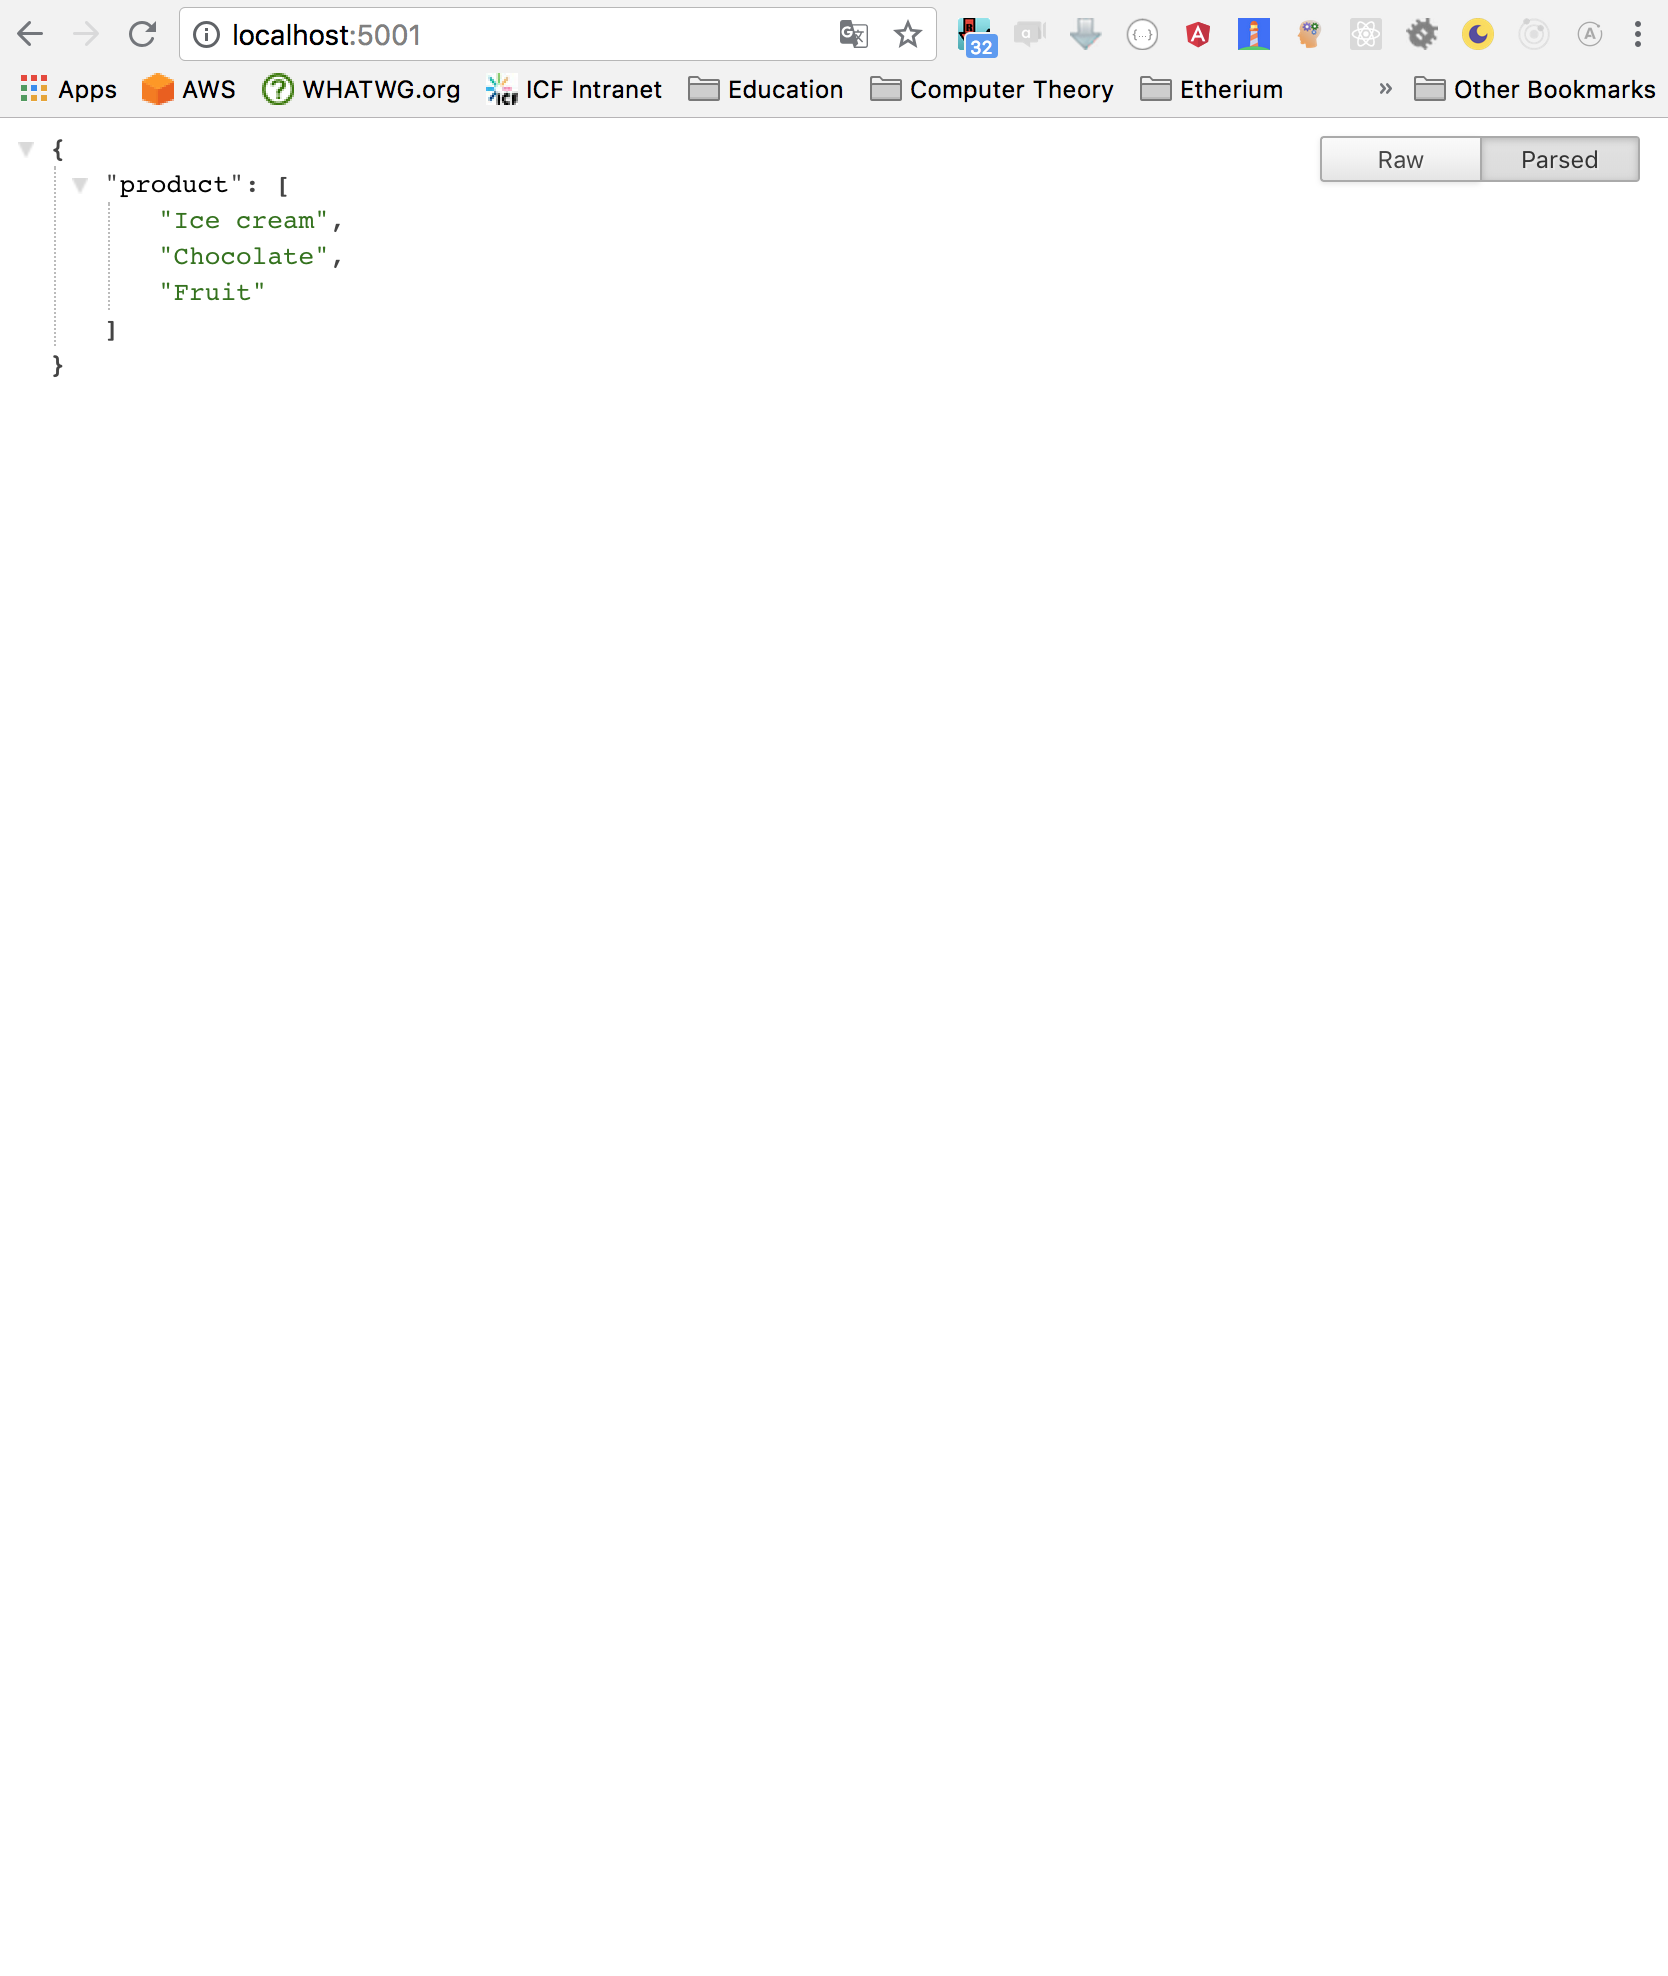 localhost:5001
32
Apps AWS WHATWG.org ICF Intranet Education Computer Theory Etherium » Other Bookmarks
{
Raw Parsed
"product": [
"Ice cream",
"Chocolate",
"Fruit"
]
}